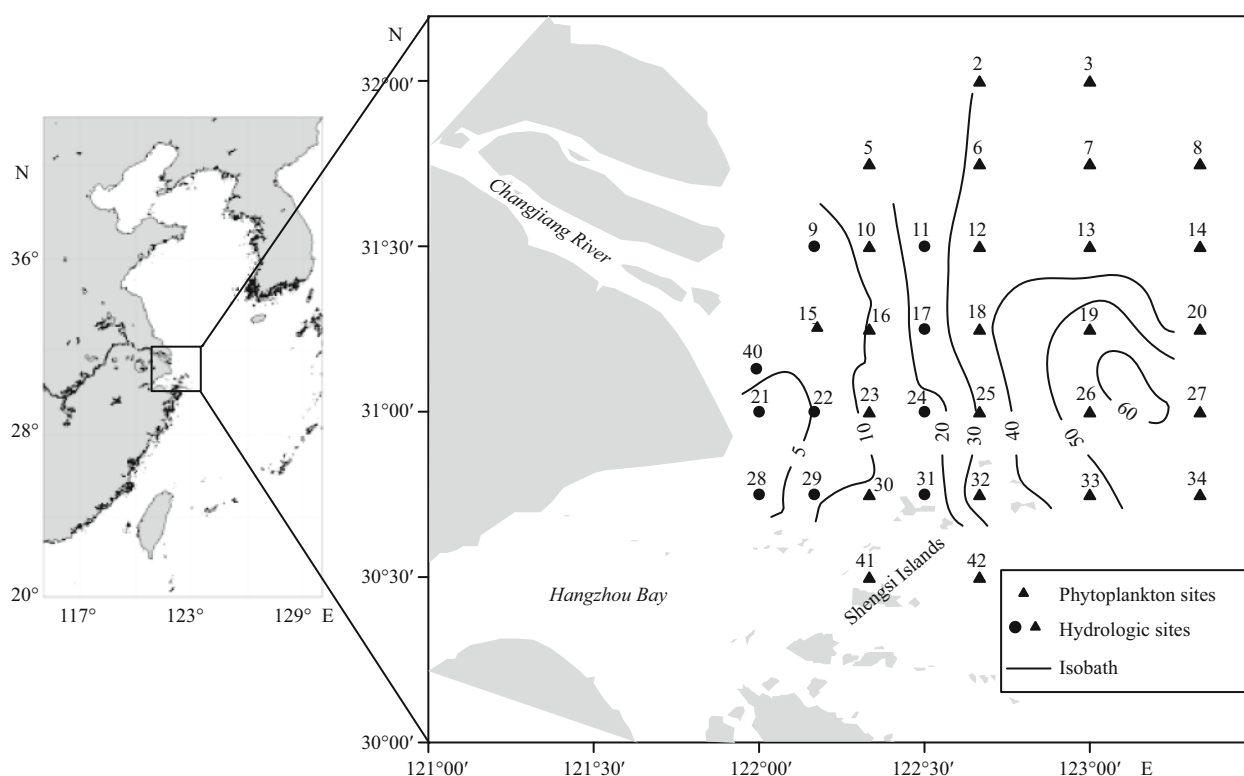 N
36°
28°
20°
117° 123° 129° E
N
32°00′
31°30′
31°00′
30°30′
30°00′
121°00′ 121°30′ 122°00′ 122°30′ 123°00′ E
2 3
5 6 7 8
9 10 11 12 13 14
15 16 17 18 19 20
40
21 22 23 24 25 26 27
5 10 20 30 40 50 60
28 29 30 31 32 33 34
41 42
Changjiang River
Hangzhou Bay
Shengsi Islands
Phytoplankton sites
Hydrologic sites
Isobath